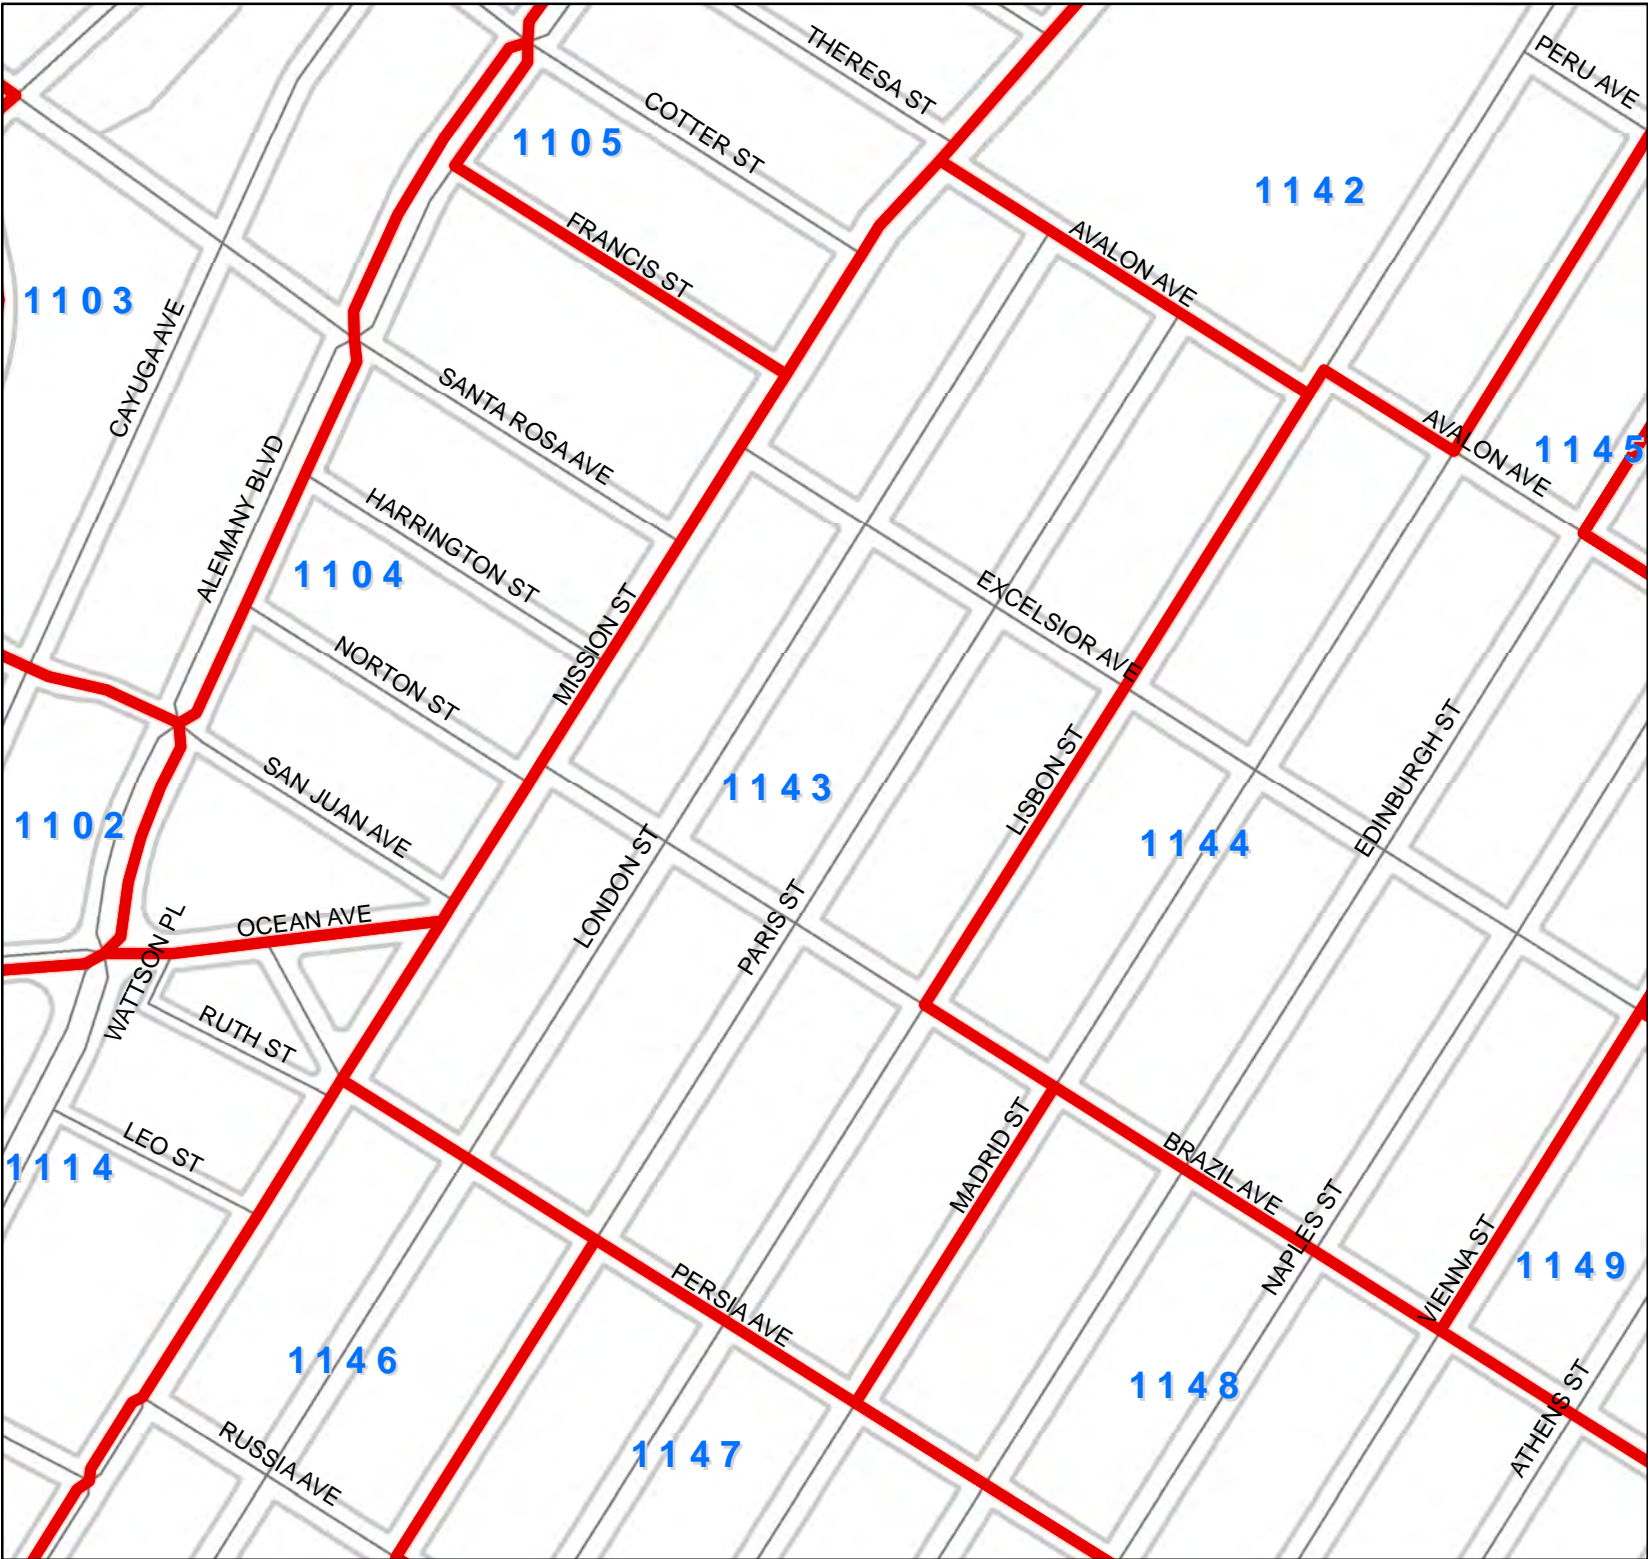 THERESA ST
PERU AVE
COTTER ST
1105
1142
FRANCIS ST
AVALON AVE
1103
CAYUGA AVE
SANTA ROSA AVE
AVALON AVE
1145
ALEMANY BLVD
HARRINGTON ST
1104
EXCELSIOR AVE
MISSION ST
NORTON ST
EDINBURGH ST
LISBON ST
1143
SAN JUAN AVE
1102
1144
LONDON ST
PARIS ST
OCEAN AVE
WATTSON PL
RUTH ST
MADRID ST
LEO ST
1114
BRAZIL AVE
NAPLES ST
VIENNA ST
1149
PERSIA AVE
1146
1148
ATHENS ST
RUSSIA AVE
1147